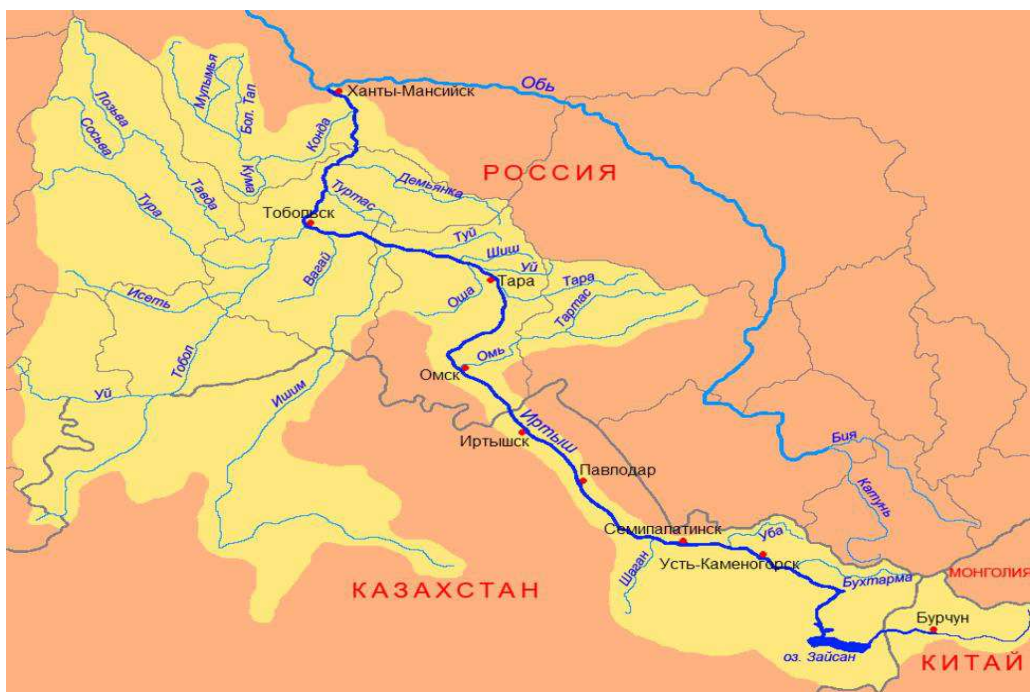 Обь
Ханты-Мансийск
Мулымья
Бол. Тап
Лозьва
Сосьва
Конда
Кума
РОССИЯ
Демьянка
Туртас
Тавда
Тура
Тобольск
Туй
Шиш
Уй
Тара
Тара
Вагай
Оша
Тартас
Исеть
Тобол
Омь
Омск
Ишим
Уй
Иртыш
Иртышск
Бия
Павлодар
Катунь
Семипалатинск
Уба
Шаган
Усть-Каменогорск
Бухтарма
МОНГОЛИЯ
КАЗАХСТАН
Бурчун
оз. Зайсан
КИТАЙ